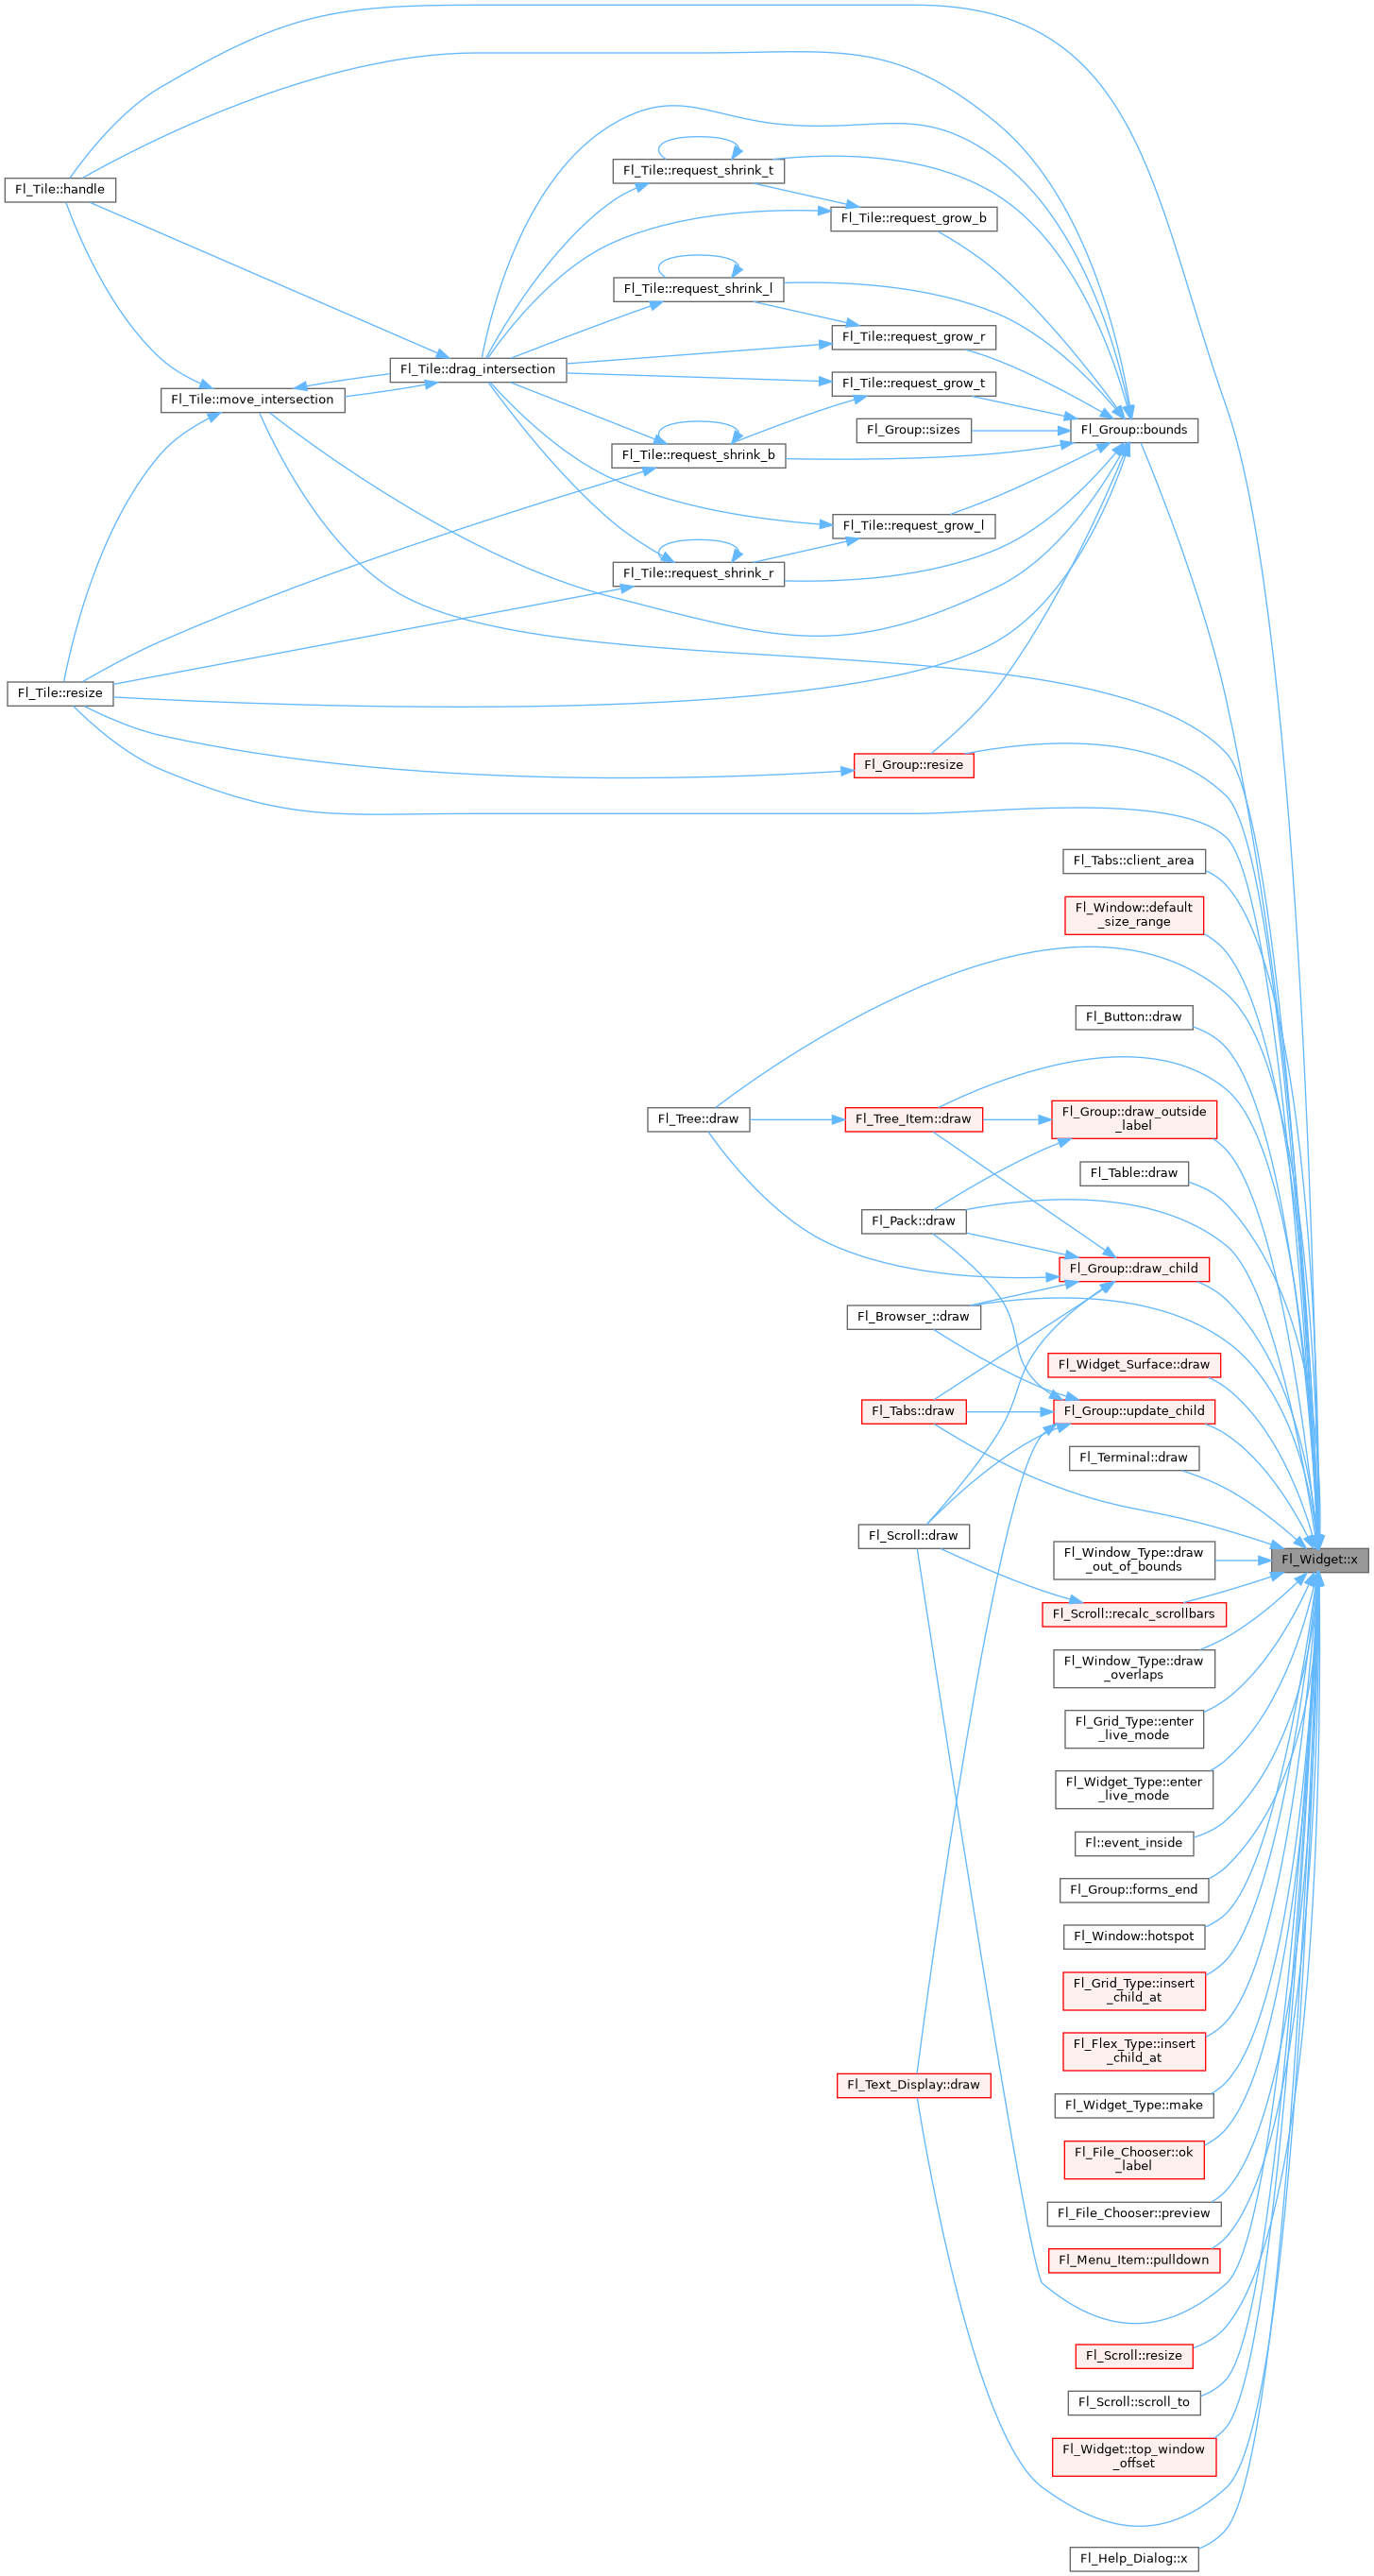 Fl_Tile::handle
Fl_Tile::request_shrink_t
Fl_Tile::request_grow_b
Fl_Tile::request_shrink_l
Fl_Tile::request_grow_r
Fl_Tile::drag_intersection
Fl_Tile::request_grow_t
Fl_Tile::move_intersection
Fl_Group::sizes
Fl_Group::bounds
Fl_Tile::request_shrink_b
Fl_Tile::request_grow_l
Fl_Tile::request_shrink_r
Fl_Tile::resize
Fl_Group::resize
Fl_Tabs::client_area
Fl_Window::default
_size_range
Fl_Button::draw
Fl_Tree::draw
Fl_Tree_Item::draw
Fl_Group::draw_outside
_label
Fl_Table::draw
Fl_Pack::draw
Fl_Group::draw_child
Fl_Browser_::draw
Fl_Widget_Surface::draw
Fl_Tabs::draw
Fl_Group::update_child
Fl_Terminal::draw
Fl_Scroll::draw
Fl_Window_Type::draw
_out_of_bounds
Fl_Widget::x
Fl_Scroll::recalc_scrollbars
Fl_Window_Type::draw
_overlaps
Fl_Grid_Type::enter
_live_mode
Fl_Widget_Type::enter
_live_mode
Fl::event_inside
Fl_Group::forms_end
Fl_Window::hotspot
Fl_Grid_Type::insert
_child_at
Fl_Flex_Type::insert
_child_at
Fl_Text_Display::draw
Fl_Widget_Type::make
Fl_File_Chooser::ok
_label
Fl_File_Chooser::preview
Fl_Menu_Item::pulldown
Fl_Scroll::resize
Fl_Scroll::scroll_to
Fl_Widget::top_window
_offset
Fl_Help_Dialog::x